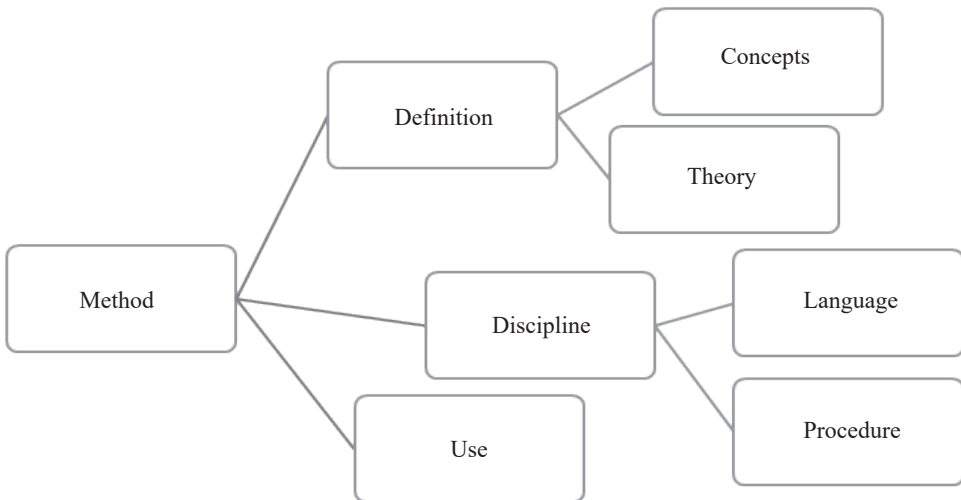 Method
Definition
Concepts
Theory
Discipline
Language
Procedure
Use